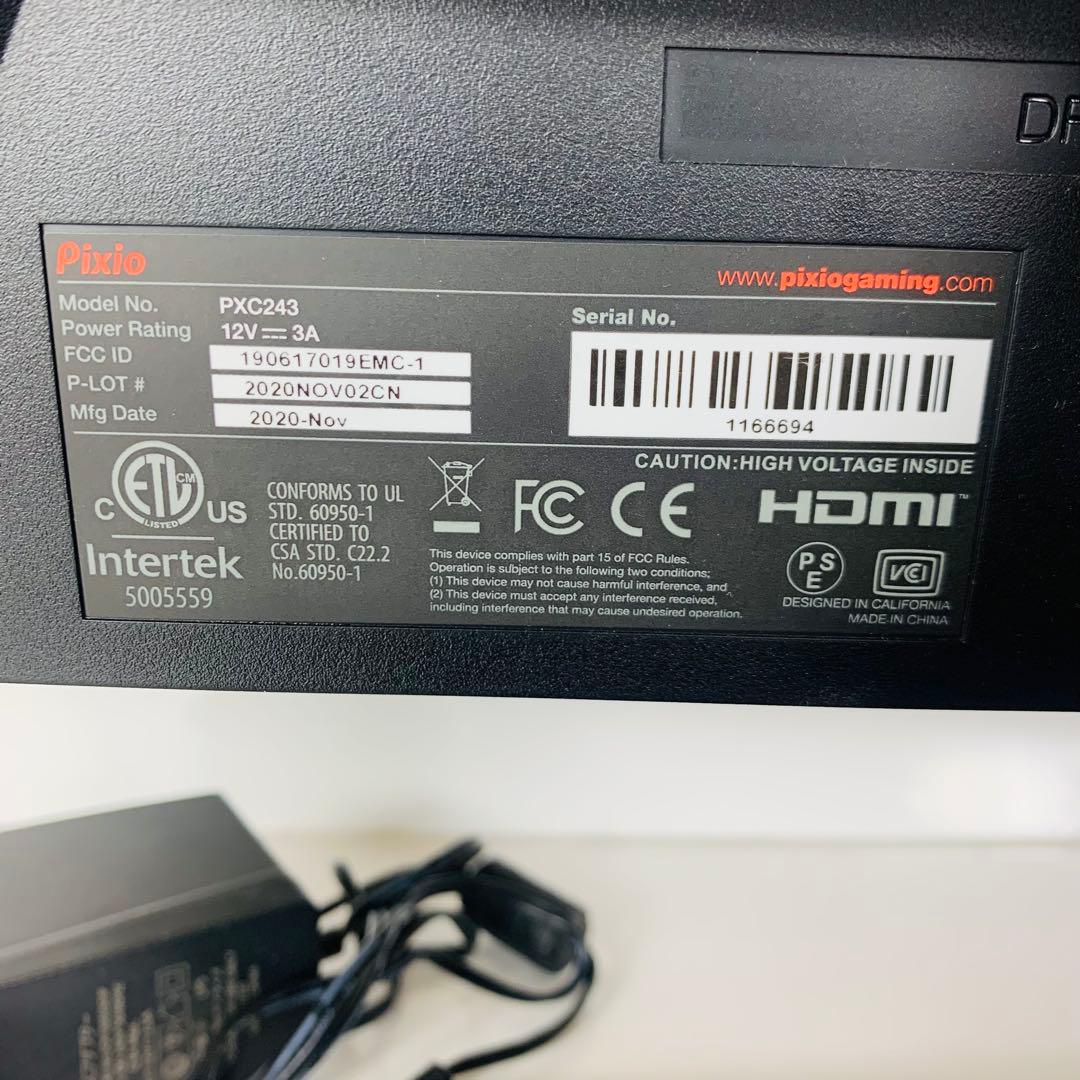 DP
Pixio
www.pixiogaming.com
Model No. PXC243
Power Rating 12V⎓3A
FCC ID 190617019EMC-1
P-LOT # 2020NOV02CN
Mfg Date 2020-Nov
Serial No.
1166694
CAUTION:HIGH VOLTAGE INSIDE
C ETL CM US
LISTED
Intertek
5005559
CONFORMS TO UL
STD. 60950-1
CERTIFIED TO
CSA STD. C22.2
No.60950-1
FC CE
HDMI™
This device complies with part 15 of FCC Rules.
Operation is subject to the following two conditions;
(1) This device may not cause harmful interference, and
(2) This device must accept any interference received,
including interference that may cause undesired operation.
PSE
VCI
DESIGNED IN CALIFORNIA
MADE IN CHINA